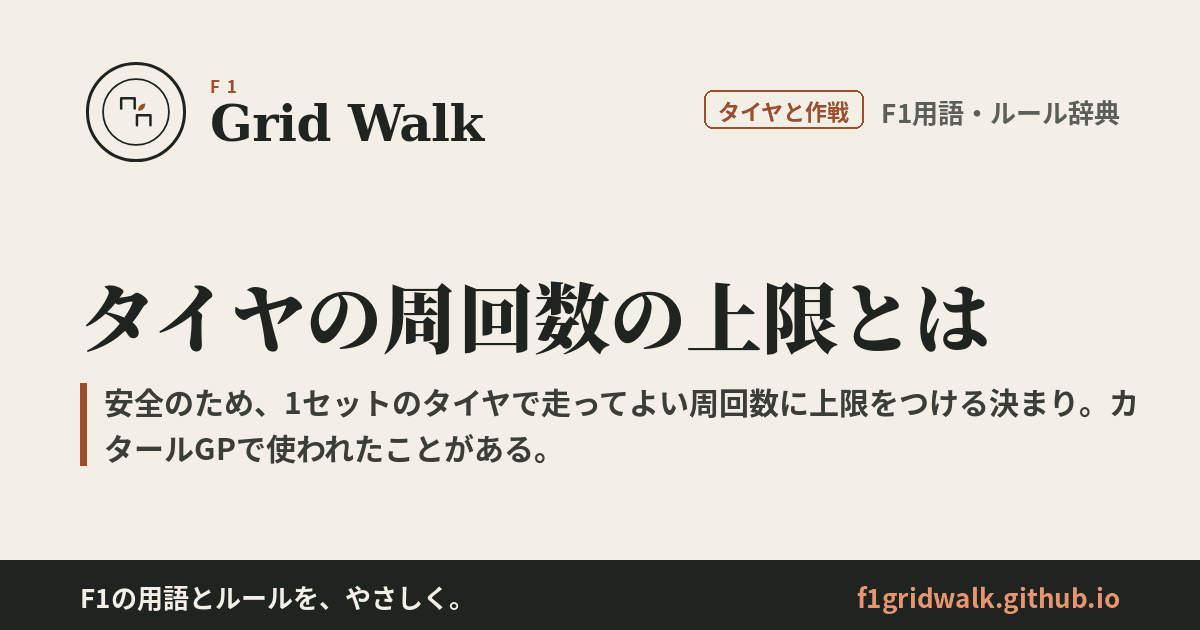 F1
Grid Walk
タイヤと作戦
F1用語・ルール辞典
タイヤの周回数の上限とは
安全のため、1セットのタイヤで走ってよい周回数に上限をつける決まり。カ
タールGPで使われたことがある。
F1の用語とルールを、やさしく。
f1gridwalk.github.io